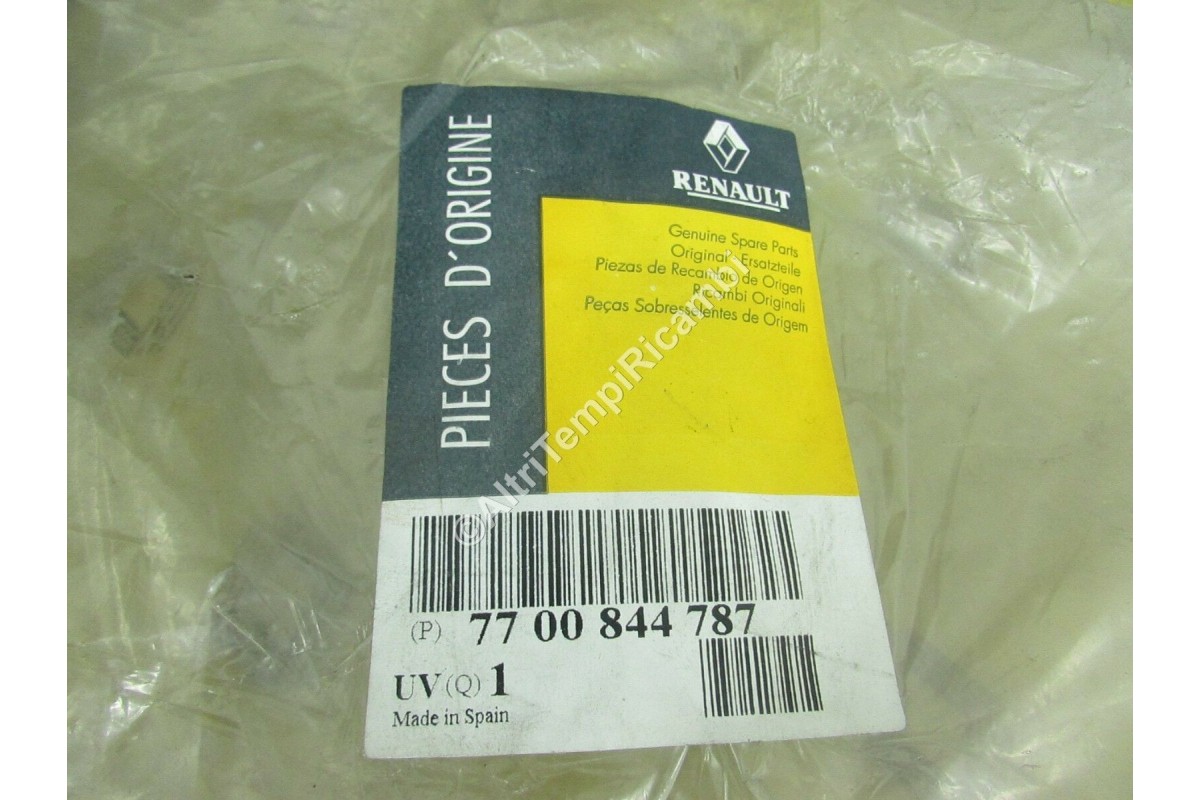 PIECES D'ORIGINE
RENAULT
Genuine Spare Parts
Original Ersatzteile
Piezas de Recambio de Origen
Ricambi Originali
Peças Sobresselentes de Origem
©AltriTempiRicambi
(P) 77 00 844 787
UV(Q) 1
Made in Spain